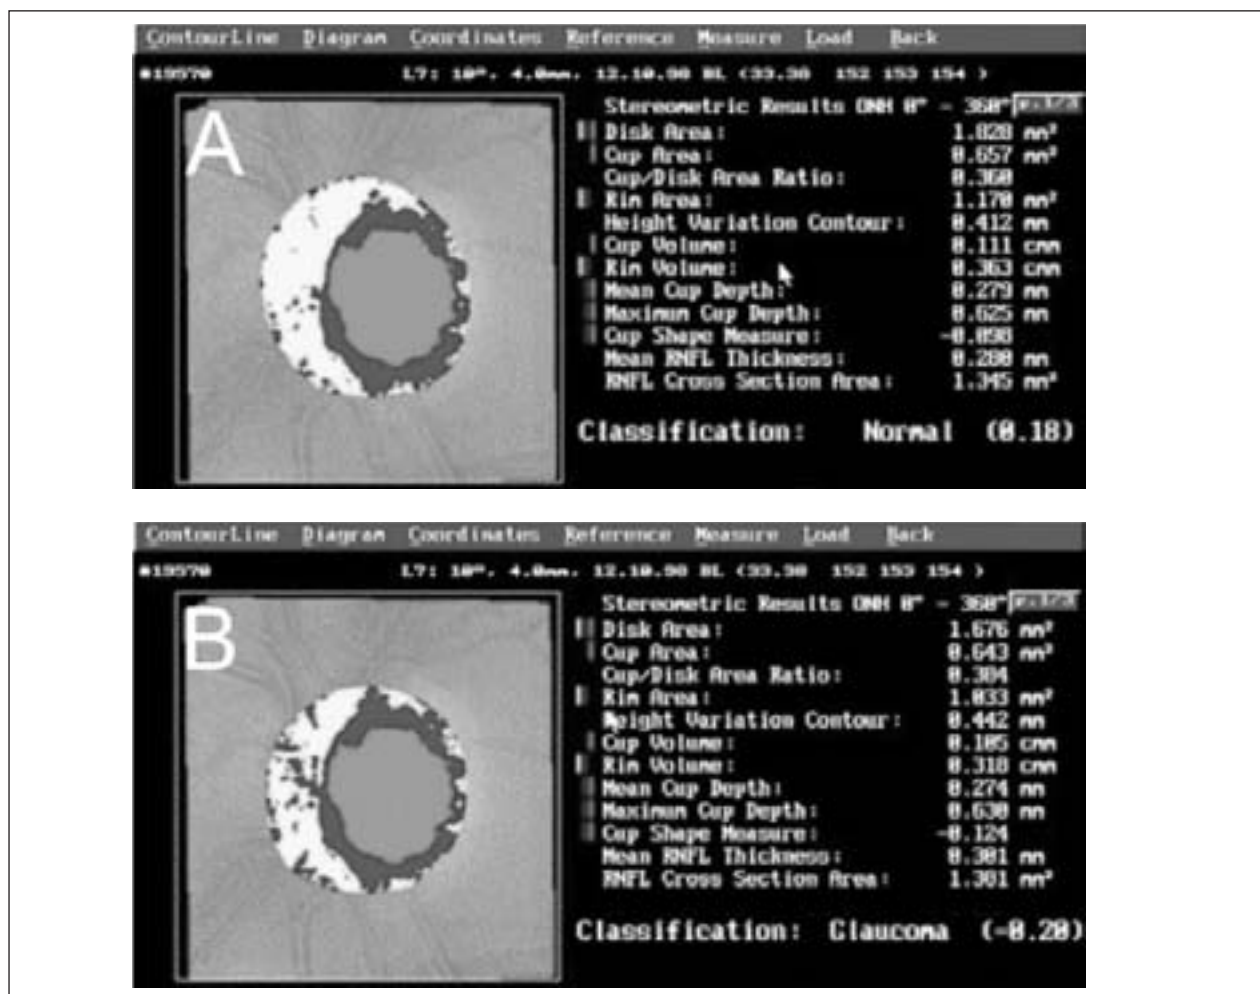 ContourLine Diagram Coordinates Reference Measure Load Back
#19570 L7: 10°, 4.0mm, 12.10.98 BL (33.30 152 153 154 )
A
Stereometric Results ONH 0° - 360°
Disk Area: 1.828 mm²
Cup Area: 0.657 mm²
Cup/Disk Area Ratio: 0.360
Rim Area: 1.170 mm²
Height Variation Contour: 0.412 mm
Cup Volume: 0.111 cmm
Rim Volume: 0.363 cmm
Mean Cup Depth: 0.279 mm
Maximum Cup Depth: 0.625 mm
Cup Shape Measure: -0.098
Mean RNFL Thickness: 0.280 mm
RNFL Cross Section Area: 1.345 mm²
Classification: Normal (0.18)
ContourLine Diagram Coordinates Reference Measure Load Back
#19570 L7: 10°, 4.0mm, 12.10.98 BL (33.30 152 153 154 )
B
Stereometric Results ONH 0° - 360°
Disk Area: 1.676 mm²
Cup Area: 0.643 mm²
Cup/Disk Area Ratio: 0.384
Rim Area: 1.033 mm²
Height Variation Contour: 0.442 mm
Cup Volume: 0.105 cmm
Rim Volume: 0.318 cmm
Mean Cup Depth: 0.274 mm
Maximum Cup Depth: 0.630 mm
Cup Shape Measure: -0.124
Mean RNFL Thickness: 0.301 mm
RNFL Cross Section Area: 1.381 mm²
Classification: Glaucoma (-0.20)